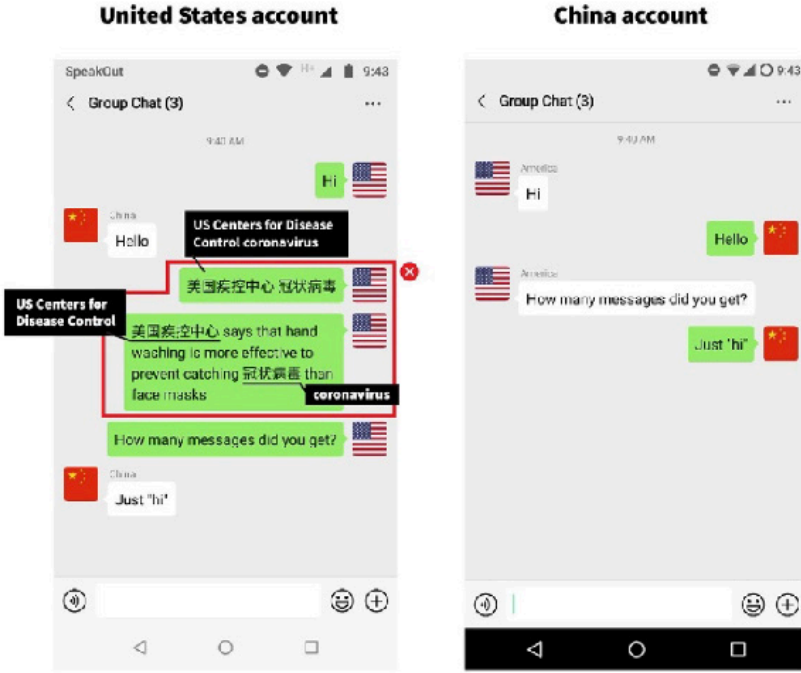 United States account
China account
SpeakOut
H+
9:43
9:43
Group Chat (3)
Group Chat (3)
9:40 AM
Hi
China
Hello
US Centers for Disease
Control coronavirus
美国疾控中心 冠状病毒
US Centers for
Disease Control
美国疾控中心 says that hand
washing is more effective to
prevent catching 冠状病毒 than
face masks
coronavirus
How many messages did you get?
China
Just "hi"
9:40 AM
America
Hi
Hello
America
How many messages did you get?
Just "hi"